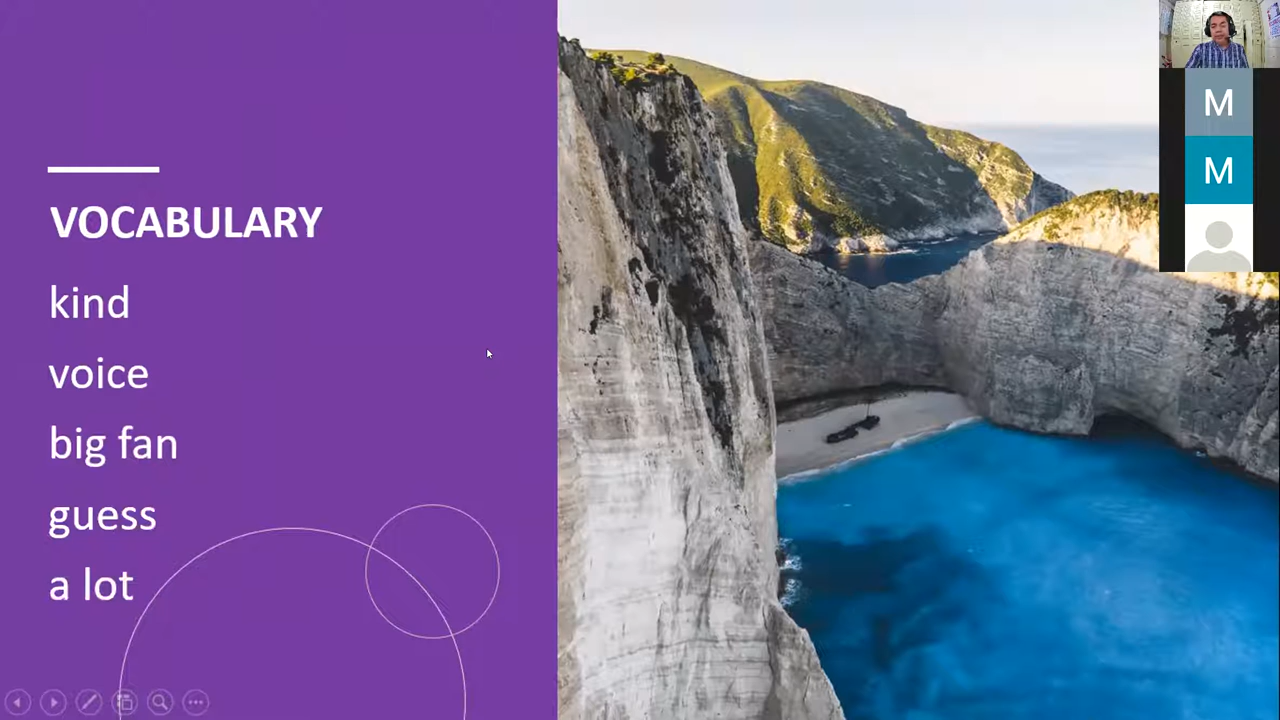 VOCABULARY
kind
voice
big fan
guess
a lot
M
M